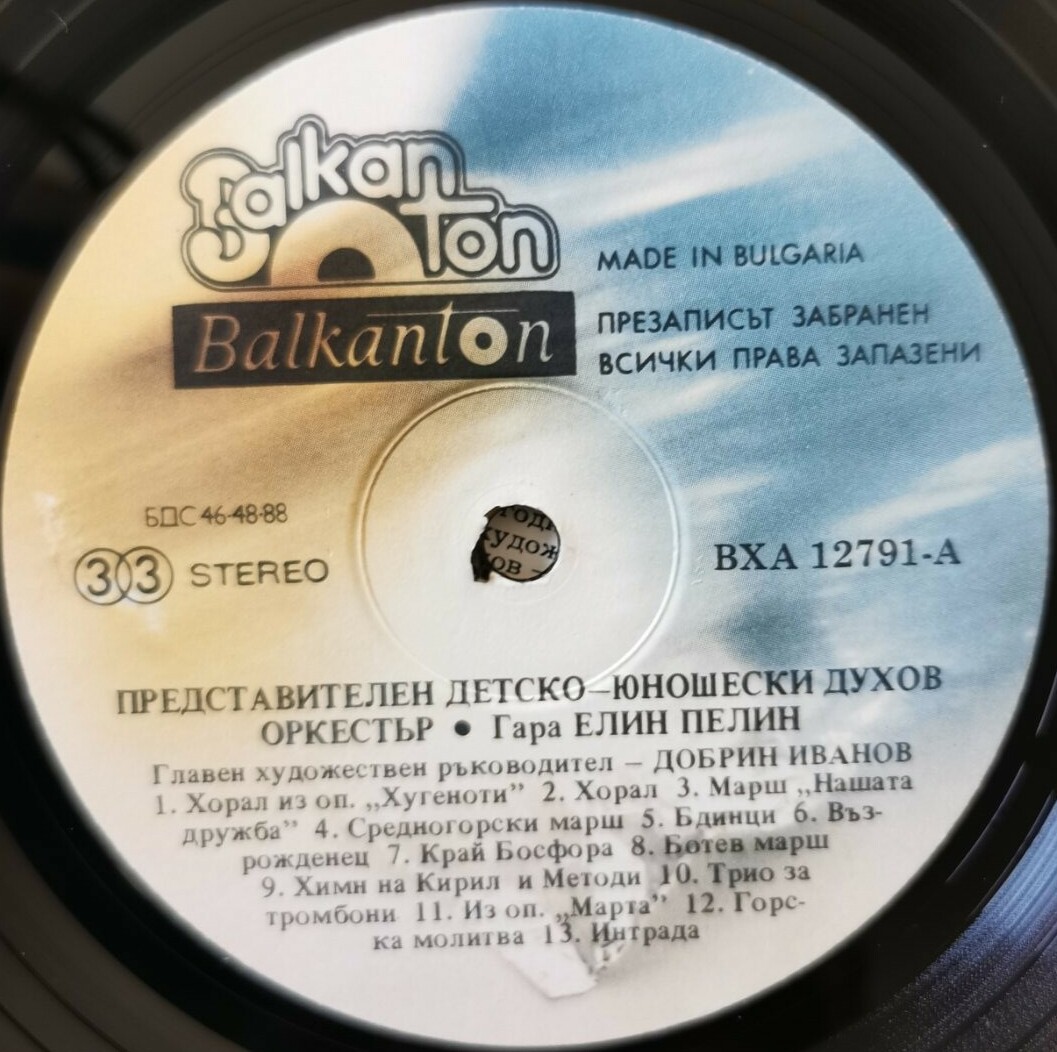 Balkan
Ton
Balkanton
MADE IN BULGARIA
ПРЕЗАПИСЪТ ЗАБРАНЕН
ВСИЧКИ ПРАВА ЗАПАЗЕНИ
БДС 46-48-88
33 STEREO
ВХА 12791-А
ПРЕДСТАВИТЕЛЕН ДЕТСКО–ЮНОШЕСКИ ДУХОВ
ОРКЕСТЪР • Гара ЕЛИН ПЕЛИН
Главен художествен ръководител – ДОБРИН ИВАНОВ
1. Хорал из оп. „Хугеноти” 2. Хорал 3. Марш „Нашата
дружба” 4. Средногорски марш 5. Бдинци 6. Въз-
рожденец 7. Край Босфора 8. Ботев марш
9. Химн на Кирил и Методи 10. Трио за
тромбони 11. Из оп. „Марта” 12. Горс-
ка молитва 13. Интрада